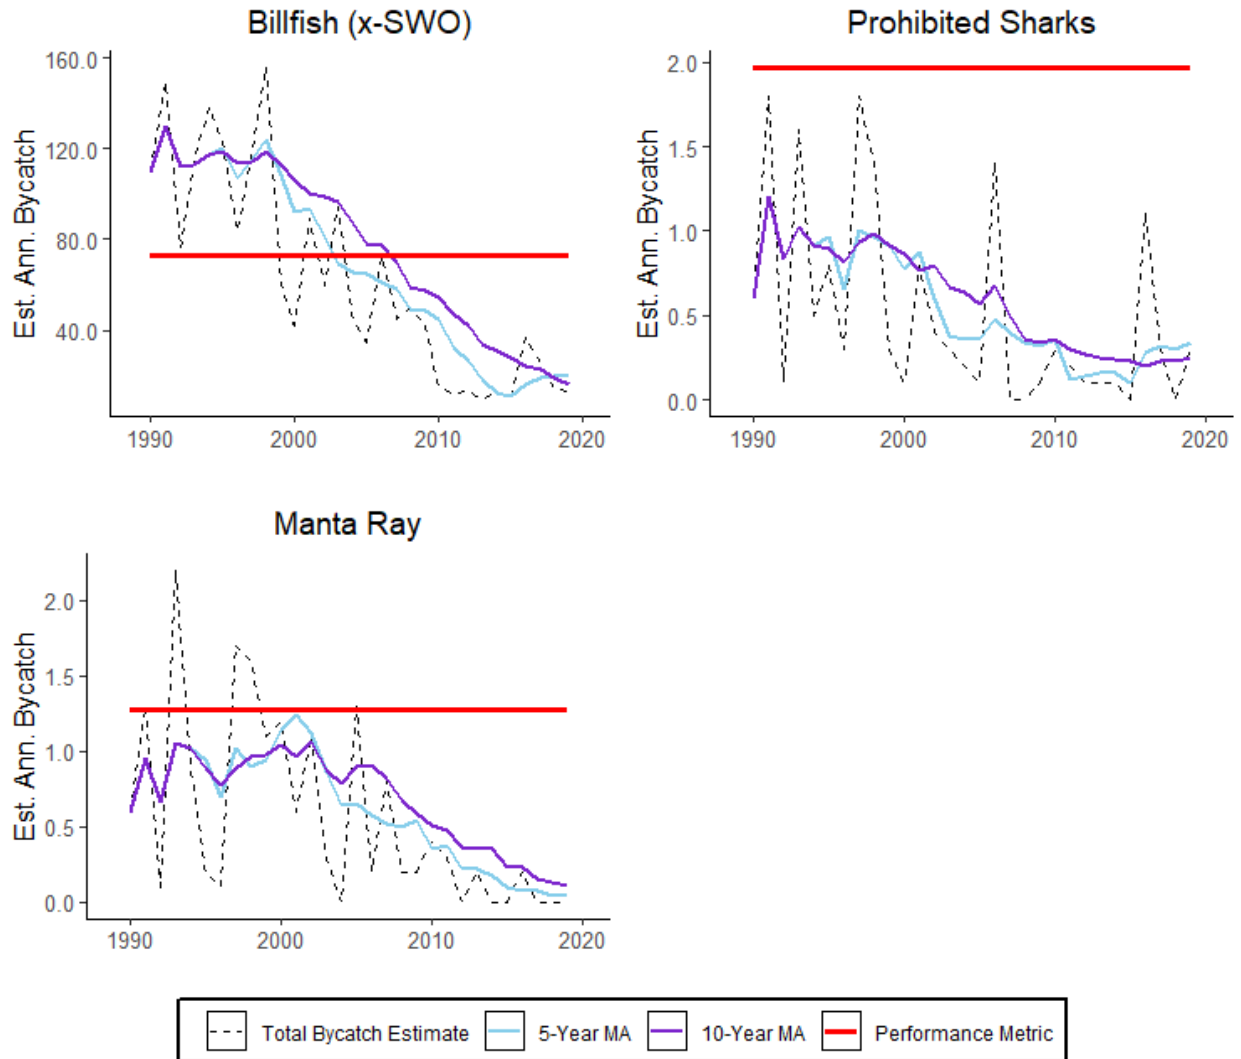 Billfish (x-SWO)
Est. Ann. Bycatch
160.0
120.0
80.0
40.0
1990 2000 2010 2020
Prohibited Sharks
Est. Ann. Bycatch
2.0
1.5
1.0
0.5
0.0
1990 2000 2010 2020
Manta Ray
Est. Ann. Bycatch
2.0
1.5
1.0
0.5
0.0
1990 2000 2010 2020
Total Bycatch Estimate 5-Year MA 10-Year MA Performance Metric